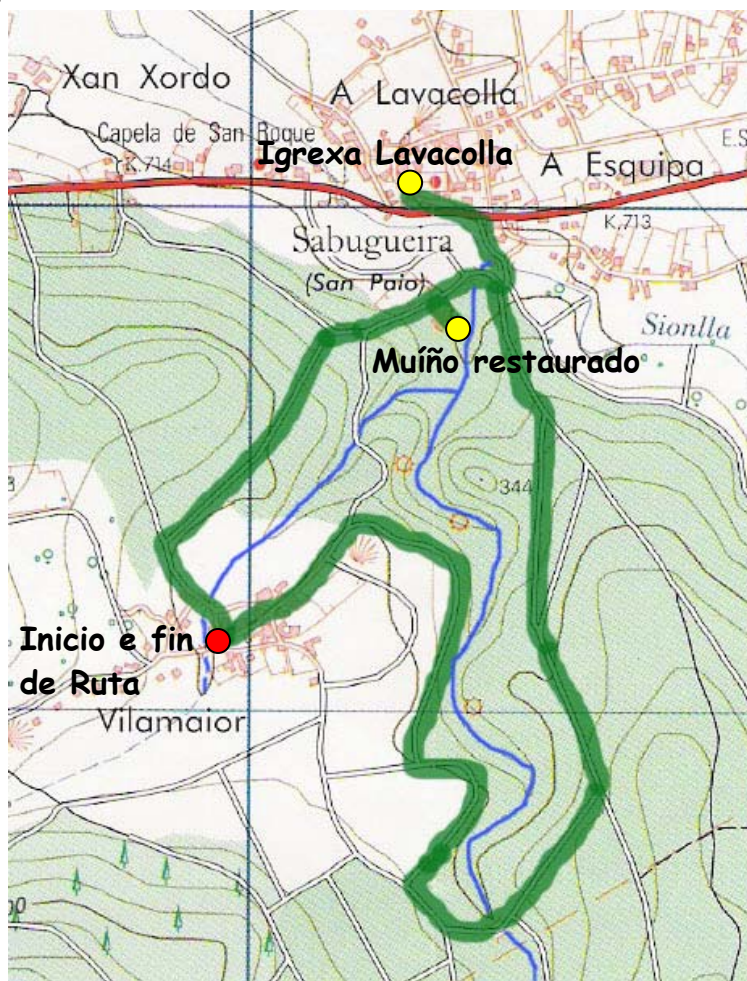 Xan Xordo
A Lavacolla
Capela de San Roque
K.714
Igrexa Lavacolla
A Esquipa
E.S
K.713
Sabugueira
(San Paio)
Sionlla
Muíño restaurado
344
Inicio e fin
de Ruta
Vilamaior